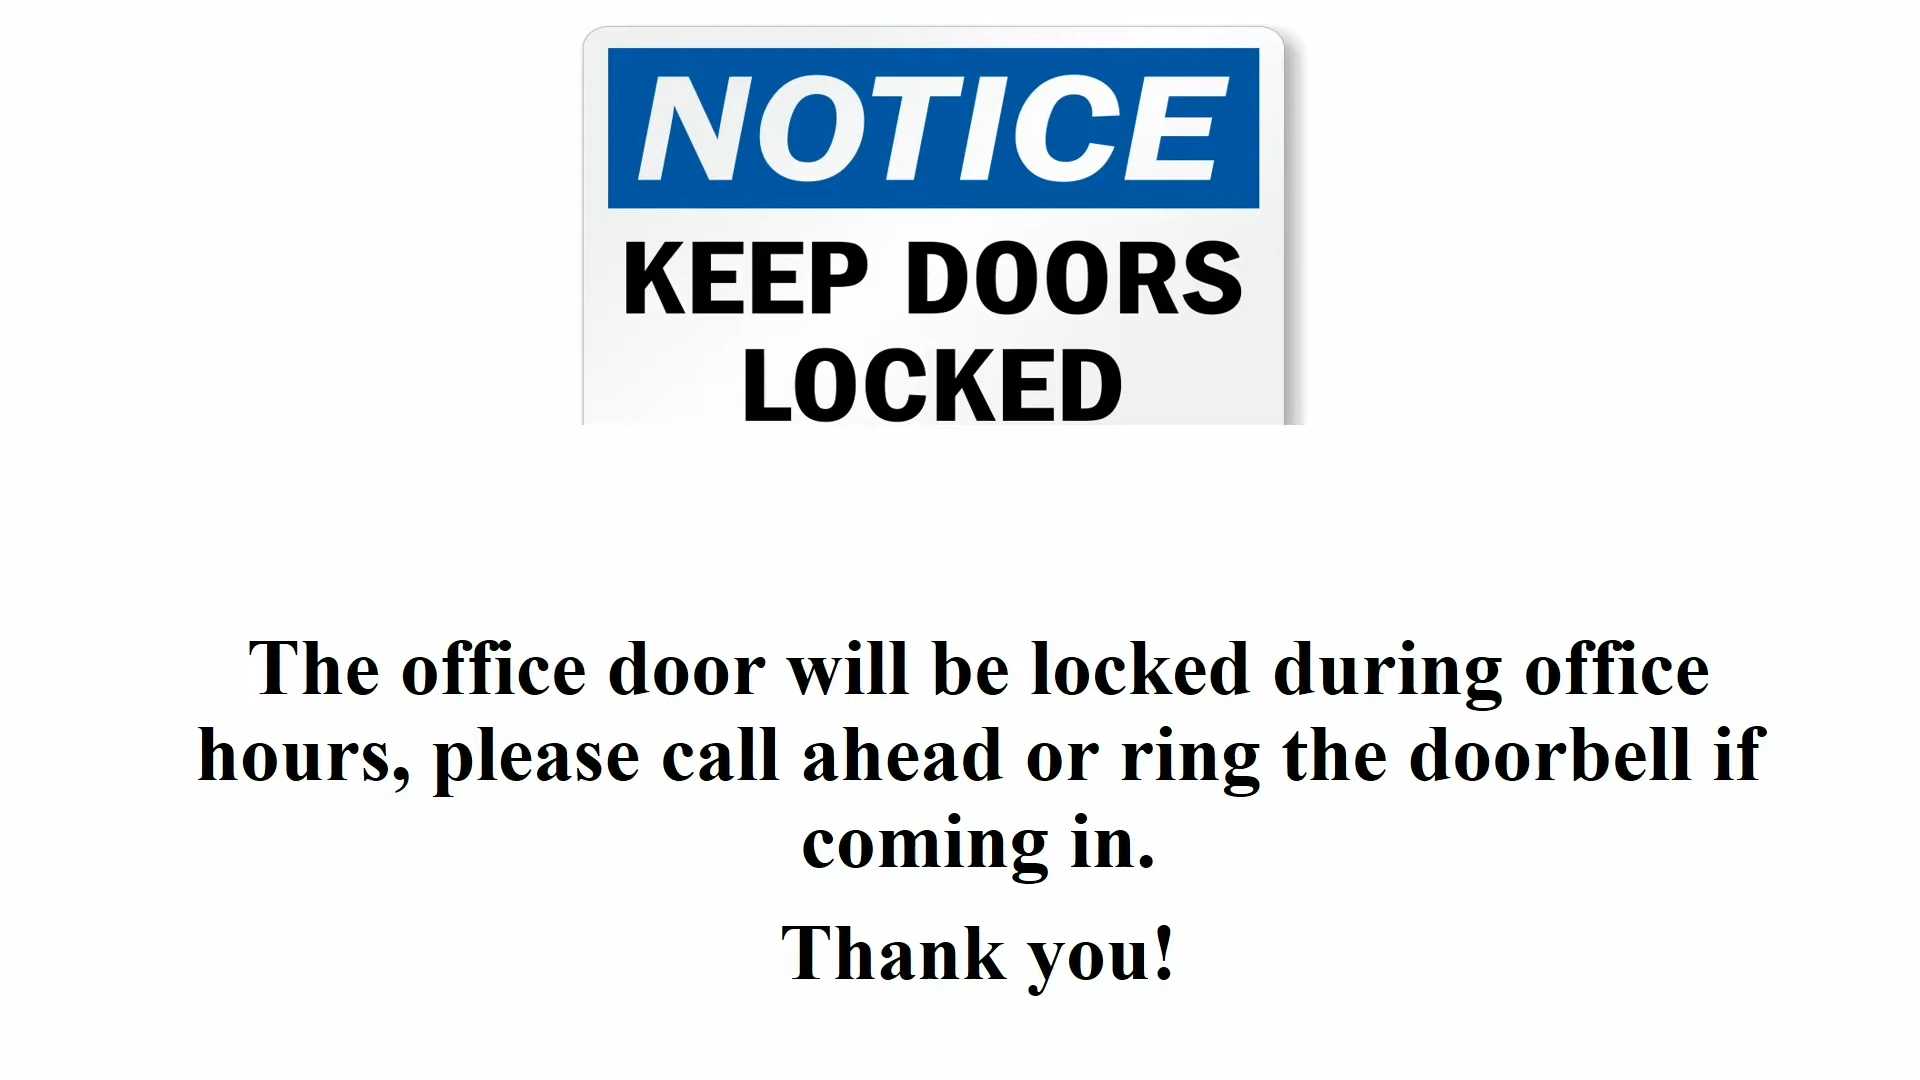 NOTICE
KEEP DOORS
LOCKED
The office door will be locked during office
hours, please call ahead or ring the doorbell if
coming in.
Thank you!